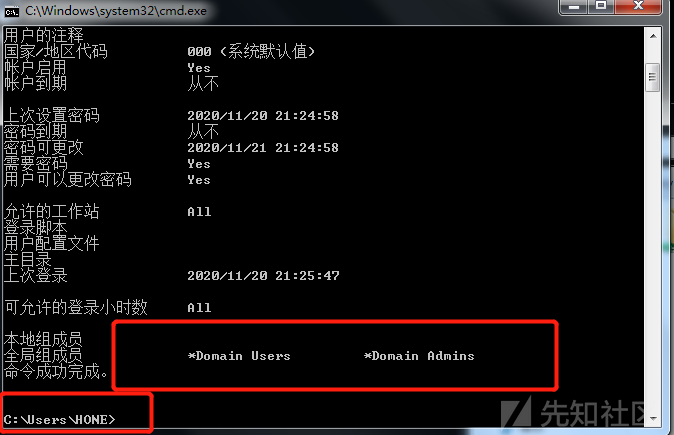 C:\Windows\system32\cmd.exe
用户的注释
国家/地区代码 000 (系统默认值)
帐户启用 Yes
帐户到期 从不
上次设置密码 2020/11/20 21:24:58
密码到期 从不
密码可更改 2020/11/21 21:24:58
需要密码 Yes
用户可以更改密码 Yes
允许的工作站 All
登录脚本
用户配置文件
主目录
上次登录 2020/11/20 21:25:47
可允许的登录小时数 All
本地组成员
全局组成员 *Domain Users *Domain Admins
命令成功完成。
C:\Users\HONE>
先知社区